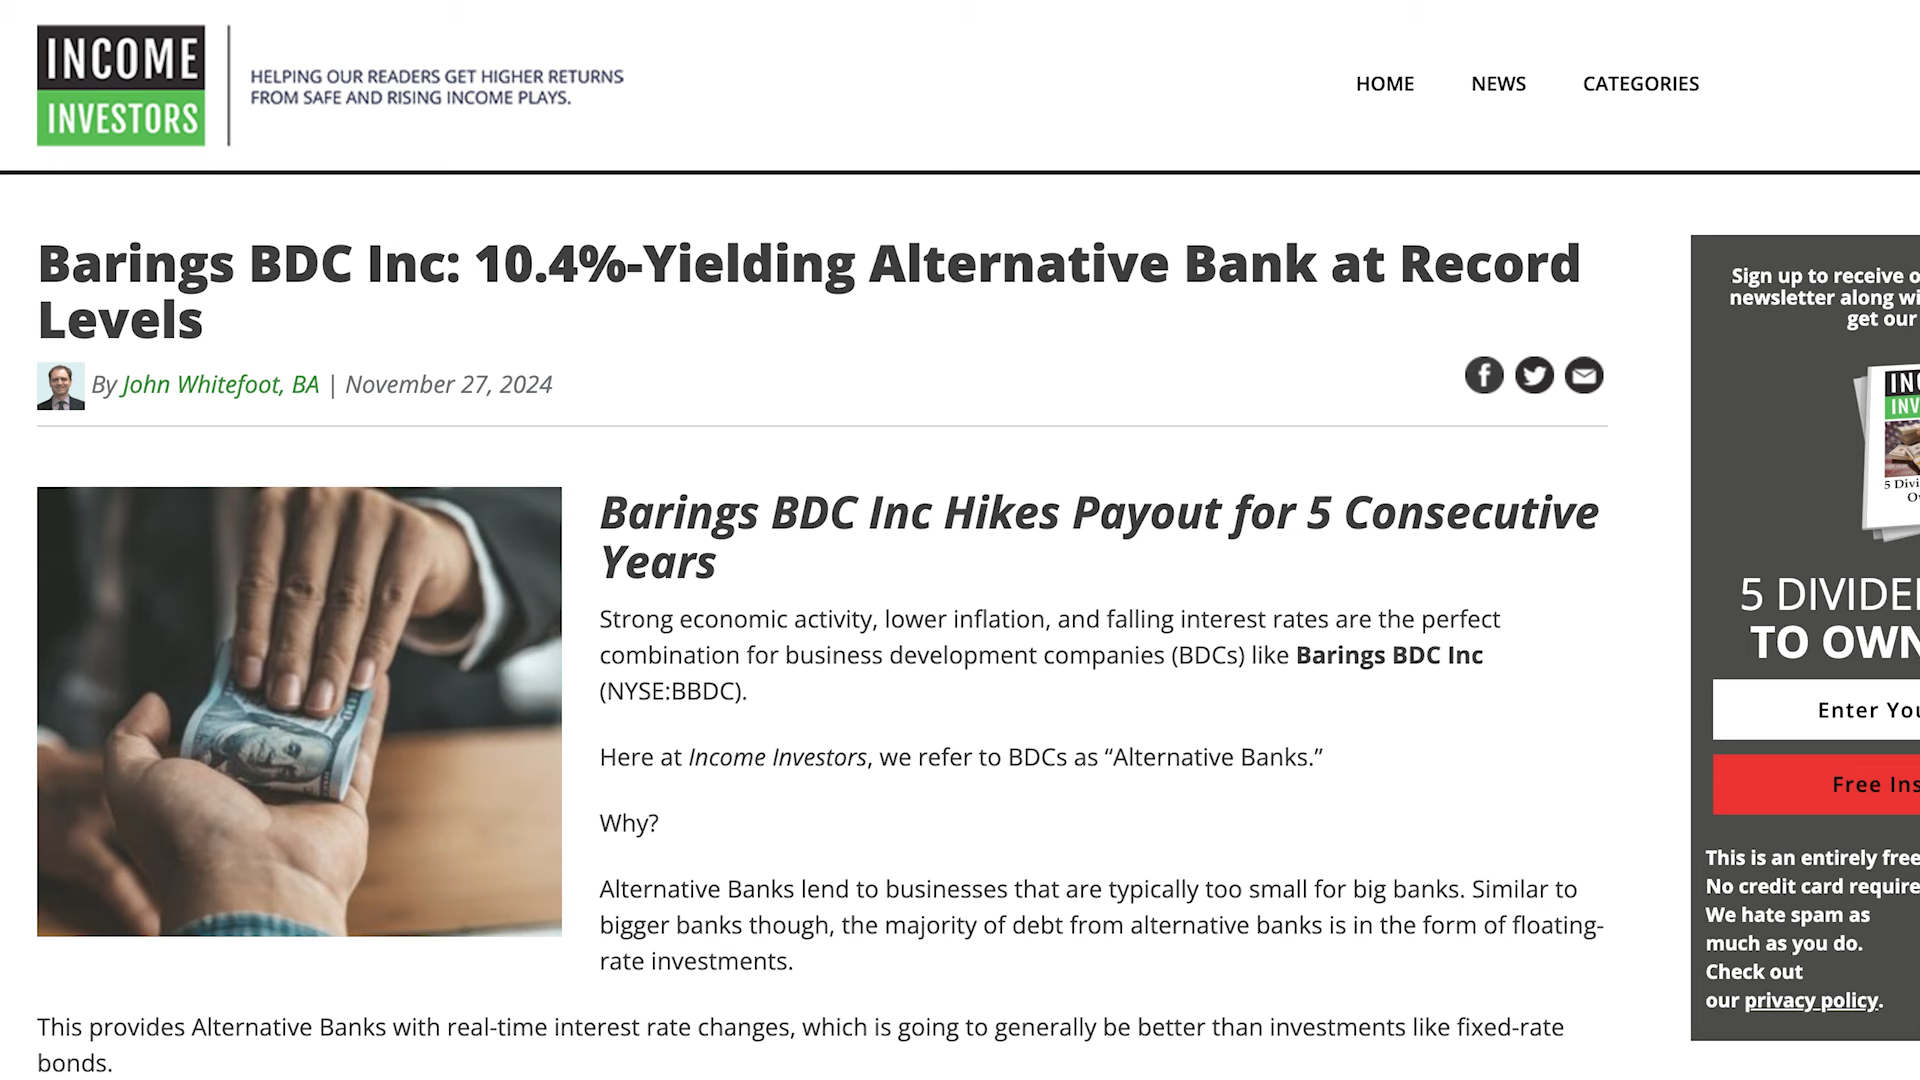 INCOME
INVESTORS
HELPING OUR READERS GET HIGHER RETURNS
FROM SAFE AND RISING INCOME PLAYS.
HOME NEWS CATEGORIES
Barings BDC Inc: 10.4%-Yielding Alternative Bank at Record
Levels
By John Whitefoot, BA | November 27, 2024
Barings BDC Inc Hikes Payout for 5 Consecutive
Years
Strong economic activity, lower inflation, and falling interest rates are the perfect
combination for business development companies (BDCs) like Barings BDC Inc
(NYSE:BBDC).
Here at Income Investors, we refer to BDCs as “Alternative Banks.”
Why?
Alternative Banks lend to businesses that are typically too small for big banks. Similar to
bigger banks though, the majority of debt from alternative banks is in the form of floating-
rate investments.
This provides Alternative Banks with real-time interest rate changes, which is going to generally be better than investments like fixed-rate
bonds.
Sign up to receive
newsletter along
get our
5
TO OWN
Enter
Free
This is an entirely free
No credit card
We hate spam as
much as you do.
Check out
our privacy policy.